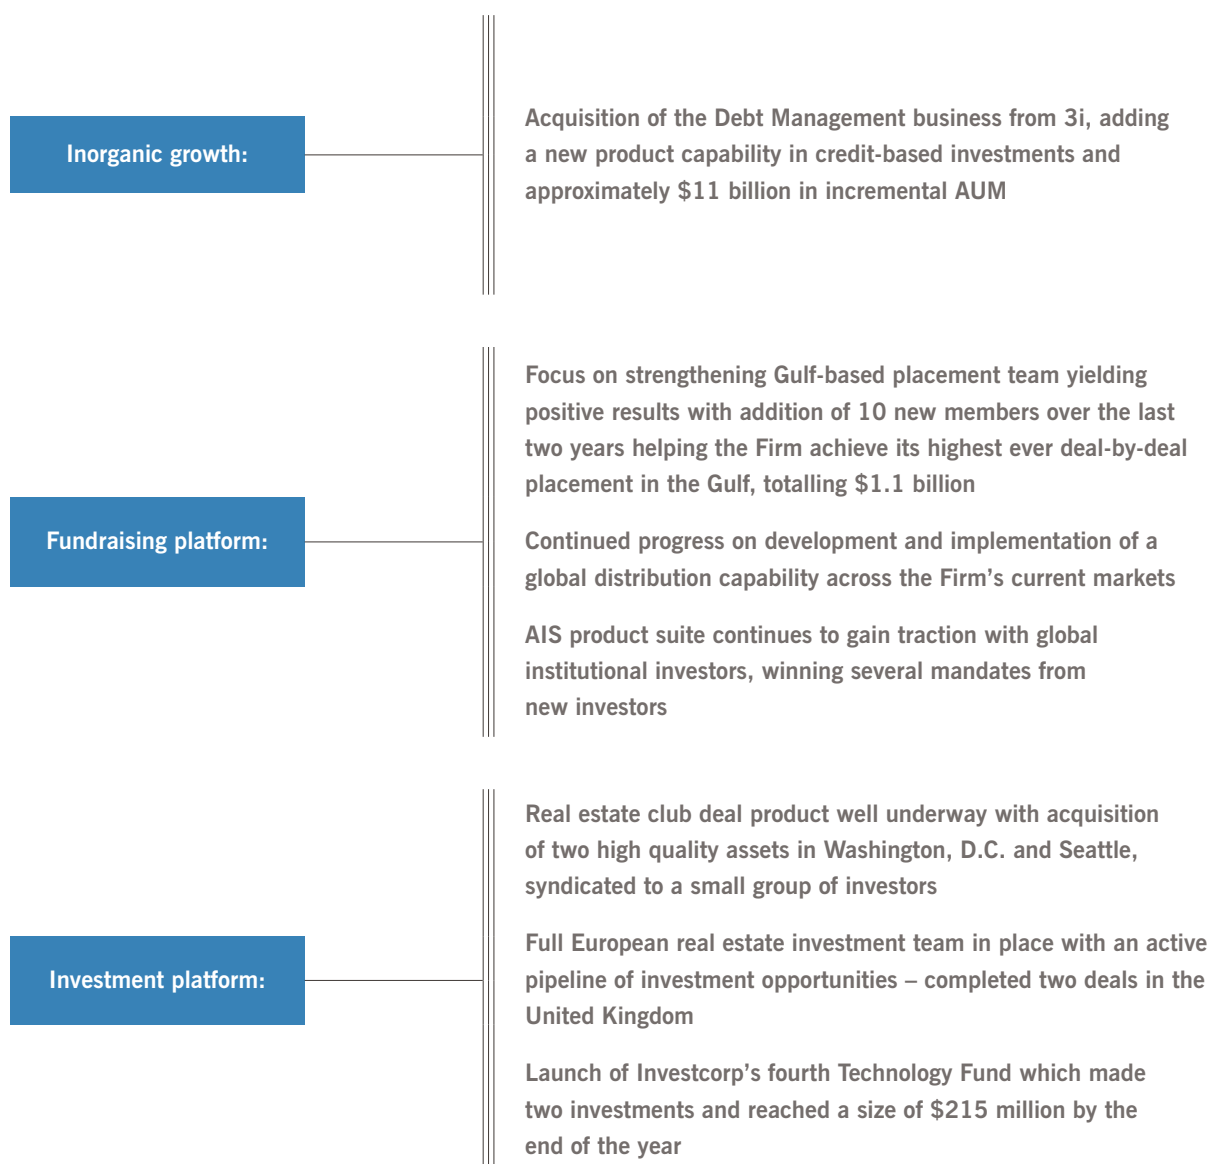 Inorganic growth:
Acquisition of the Debt Management business from 3i, adding
a new product capability in credit-based investments and
approximately $11 billion in incremental AUM
Fundraising platform:
Focus on strengthening Gulf-based placement team yielding
positive results with addition of 10 new members over the last
two years helping the Firm achieve its highest ever deal-by-deal
placement in the Gulf, totalling $1.1 billion
Continued progress on development and implementation of a
global distribution capability across the Firm’s current markets
AIS product suite continues to gain traction with global
institutional investors, winning several mandates from
new investors
Investment platform:
Real estate club deal product well underway with acquisition
of two high quality assets in Washington, D.C. and Seattle,
syndicated to a small group of investors
Full European real estate investment team in place with an active
pipeline of investment opportunities – completed two deals in the
United Kingdom
Launch of Investcorp’s fourth Technology Fund which made
two investments and reached a size of $215 million by the
end of the year